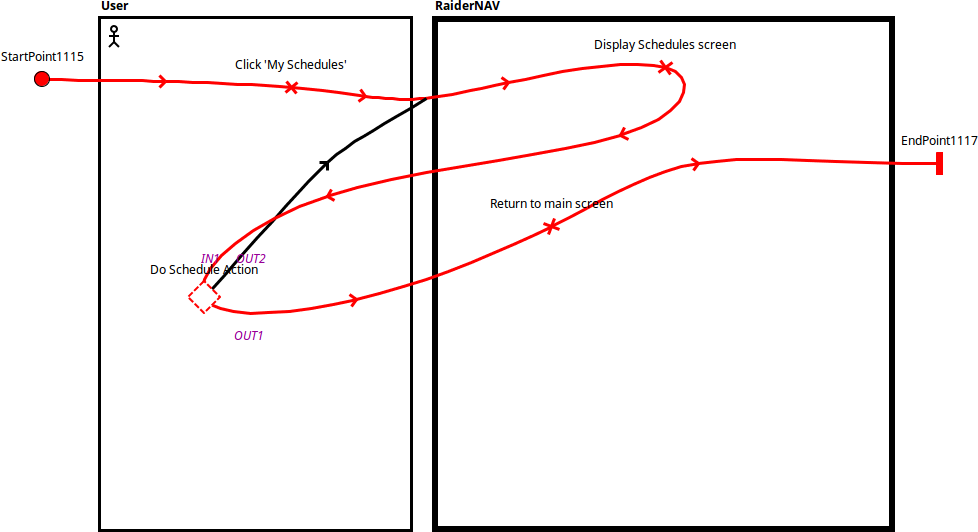 User
RaiderNAV
StartPoint1115
Click 'My Schedules'
Display Schedules screen
EndPoint1117
Return to main screen
IN1
OUT2
Do Schedule Action
OUT1